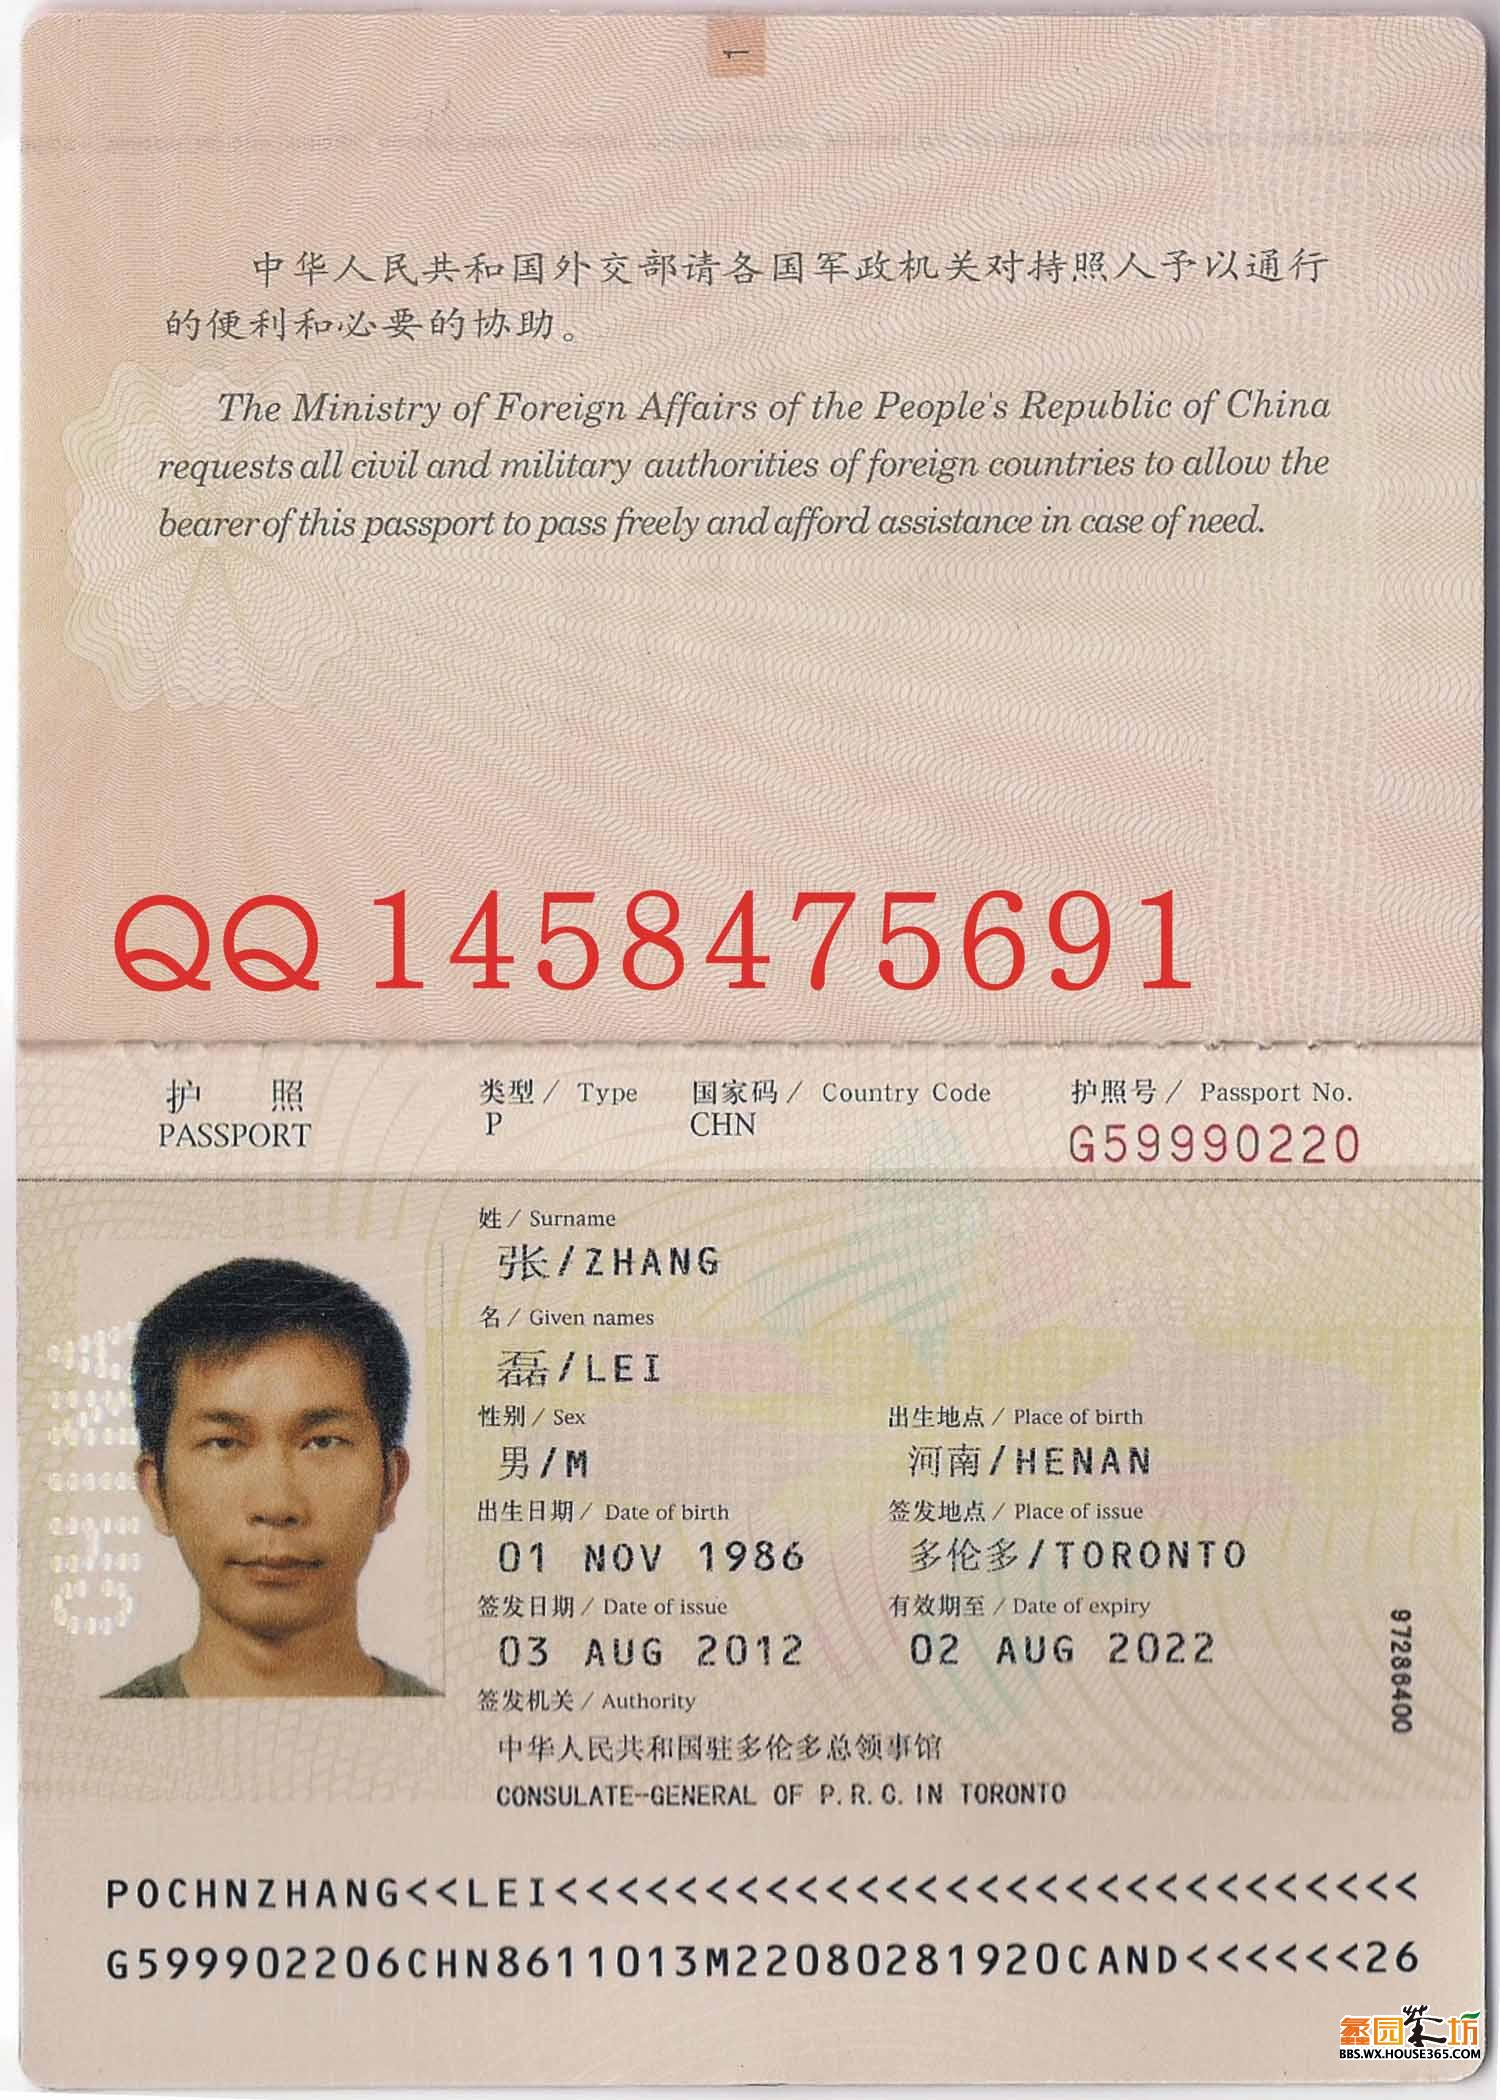 1
中华人民共和国外交部请各国军政机关对持照人予以通行
的便利和必要的协助。
The Ministry of Foreign Affairs of the People's Republic of China
requests all civil and military authorities of foreign countries to allow the
bearer of this passport to pass freely and afford assistance in case of need.
QQ 1458475691
护 照 类型 / Type 国家码 / Country Code 护照号 / Passport No.
PASSPORT P CHN G59990220
姓 / Surname
张/ZHANG
名 / Given names
磊/LEI
性别 / Sex 出生地点 / Place of birth
男/M 河南/HENAN
出生日期 / Date of birth 签发地点 / Place of issue
01 NOV 1986 多伦多/TORONTO
签发日期 / Date of issue 有效期至 / Date of expiry
03 AUG 2012 02 AUG 2022
签发机关 / Authority
中华人民共和国驻多伦多总领事馆
CONSULATE-GENERAL OF P.R.C. IN TORONTO
97286400
CHINA
POCHNZHANG<<LEI<<<<<<<<<<<<<<<<<<<<<<<<<<<<<
G599902206CHN8611013M22080281920CAND<<<<<<26
蠡园茶坊
BBS.WX.HOUSE365.COM